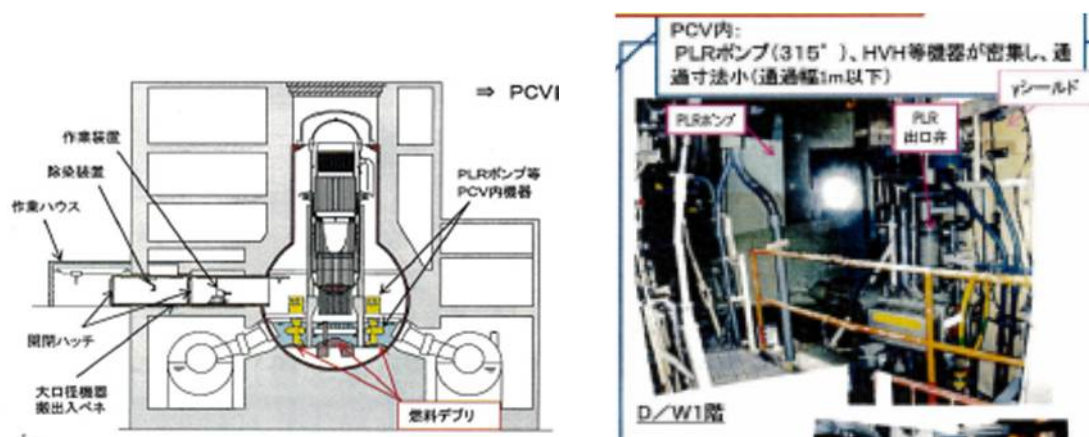 ⇒ PCV
作業装置
除染装置
作業ハウス
PLRポンプ等
PCV内機器
開閉ハッチ
大口径機器
搬出入ペネ
燃料デブリ
PCV内:
PLRポンプ(315°)、HVH等機器が密集し、通
過寸法小(通過幅1m以下)
γシールド
PLRポンプ
PLR
出口弁
D/W1階